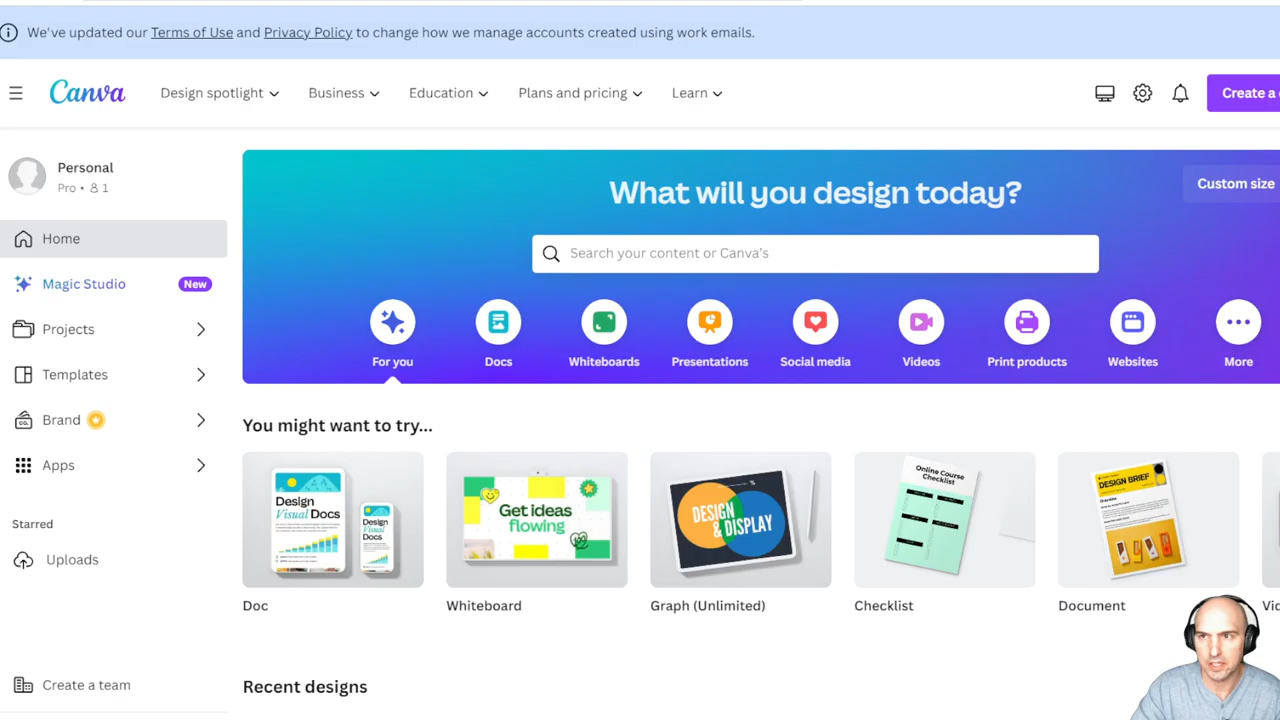 We've updated our Terms of Use and Privacy Policy to change how we manage accounts created using work emails.
Canva
Design spotlight
Business
Education
Plans and pricing
Learn
Create a
Personal
Pro • 1
Home
Magic Studio
New
Projects
Templates
Brand
Apps
Starred
Uploads
Create a team
What will you design today?
Custom size
Search your content or Canva's
For you
Docs
Whiteboards
Presentations
Social media
Videos
Print products
Websites
More
You might want to try...
Design
Visual Docs
Design
Visual
Docs
Get ideas
flowing
DESIGN
& DISPLAY
Online Course
Checklist
DESIGN BRIEF
Doc
Whiteboard
Graph (Unlimited)
Checklist
Document
Recent designs